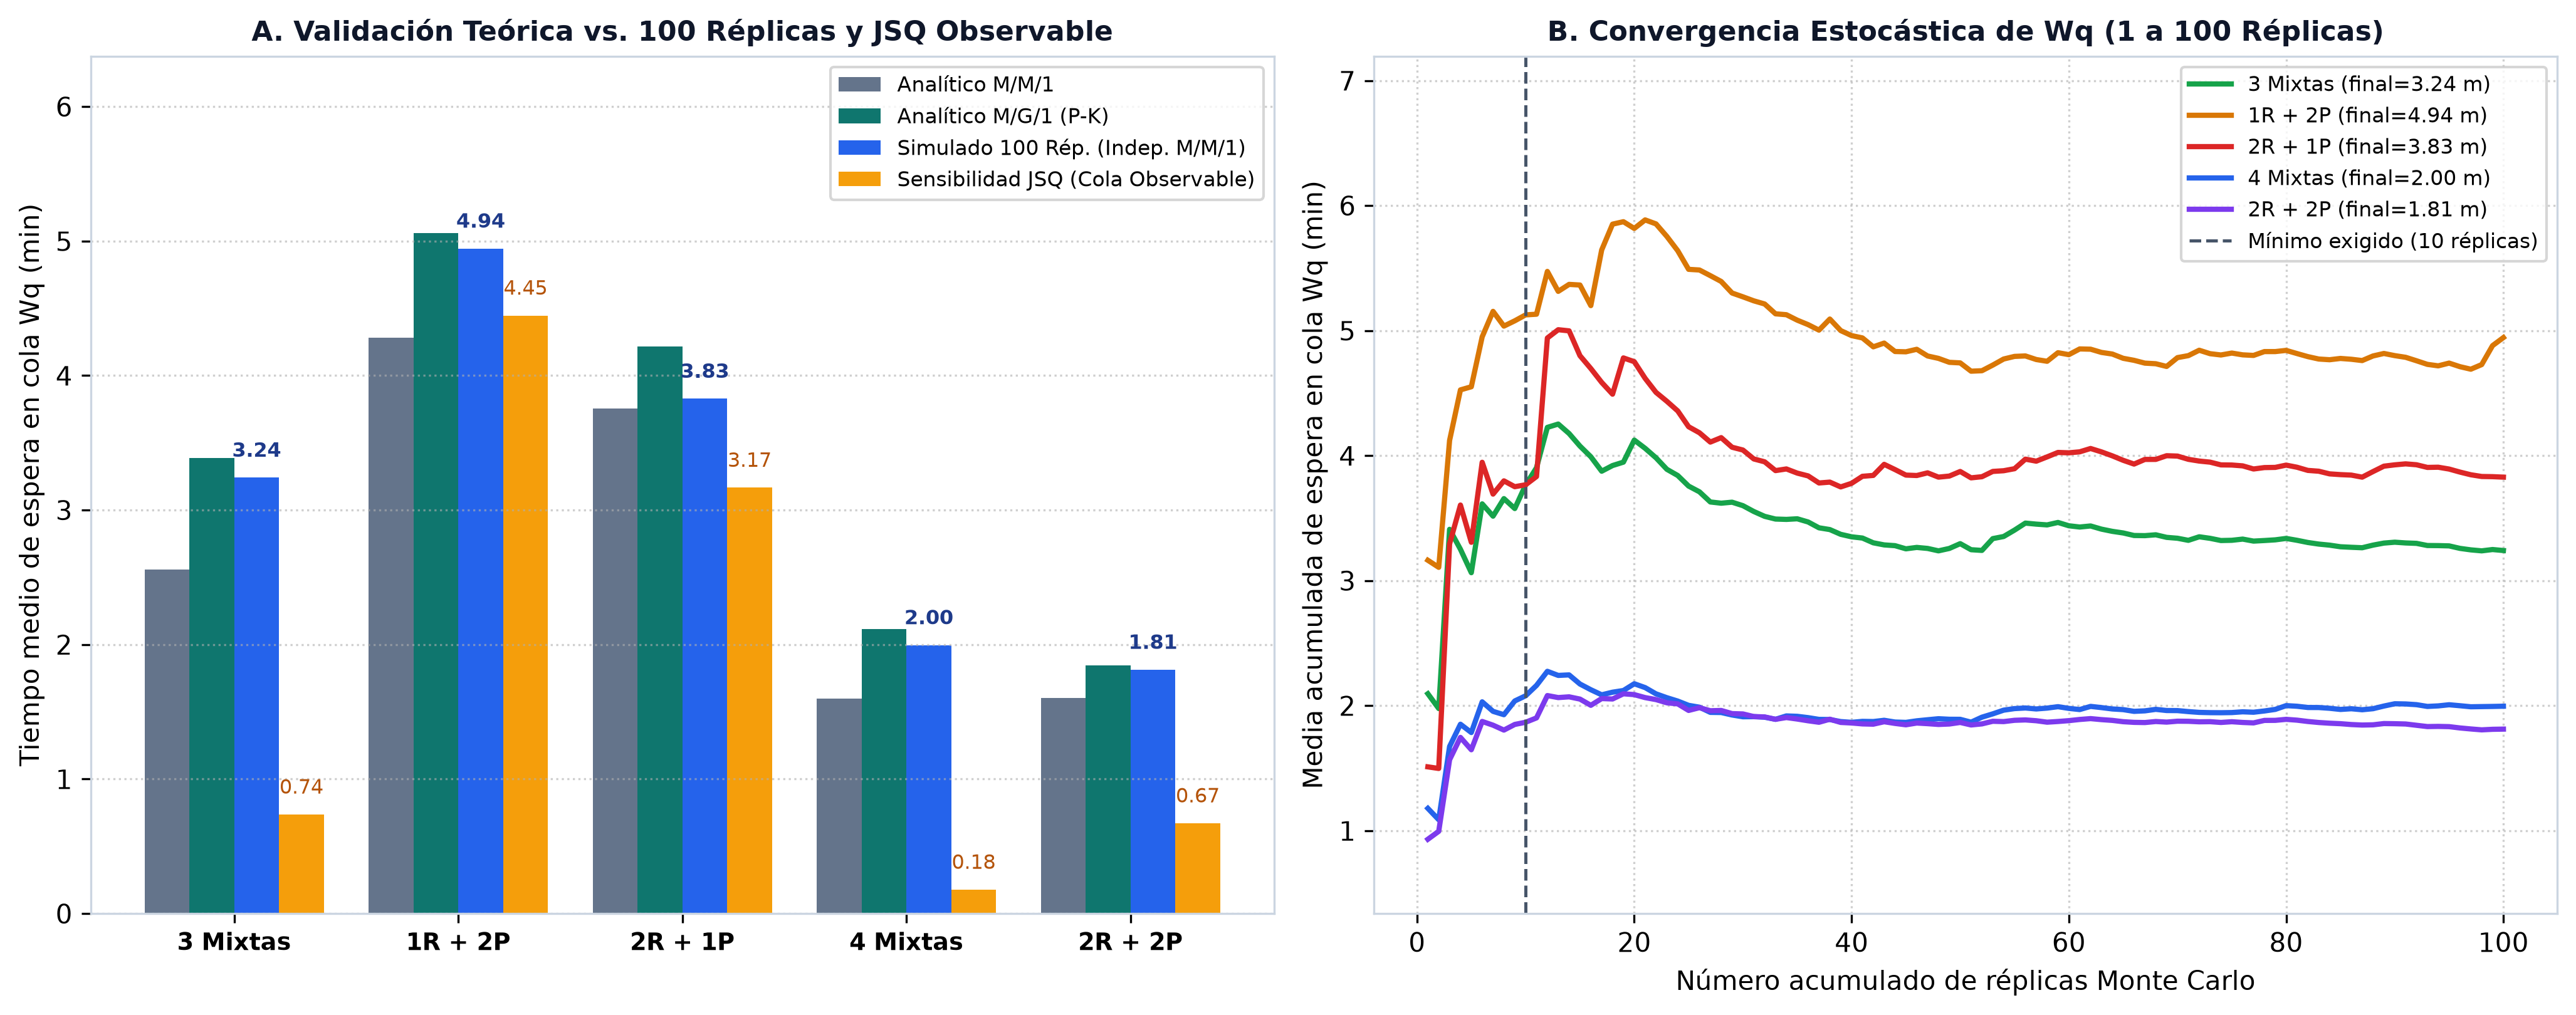 A. Validación Teórica vs. 100 Réplicas y JSQ Observable
Tiempo medio de espera en cola Wq (min)
6
5
4
3
2
1
0
Analítico M/M/1
Analítico M/G/1 (P-K)
Simulado 100 Rép. (Indep. M/M/1)
Sensibilidad JSQ (Cola Observable)
3.24
0.74
4.94
4.45
3.83
3.17
2.00
0.18
1.81
0.67
3 Mixtas
1R + 2P
2R + 1P
4 Mixtas
2R + 2P
B. Convergencia Estocástica de Wq (1 a 100 Réplicas)
Media acumulada de espera en cola Wq (min)
7
6
5
4
3
2
1
3 Mixtas (final=3.24 m)
1R + 2P (final=4.94 m)
2R + 1P (final=3.83 m)
4 Mixtas (final=2.00 m)
2R + 2P (final=1.81 m)
Mínimo exigido (10 réplicas)
0
20
40
60
80
100
Número acumulado de réplicas Monte Carlo